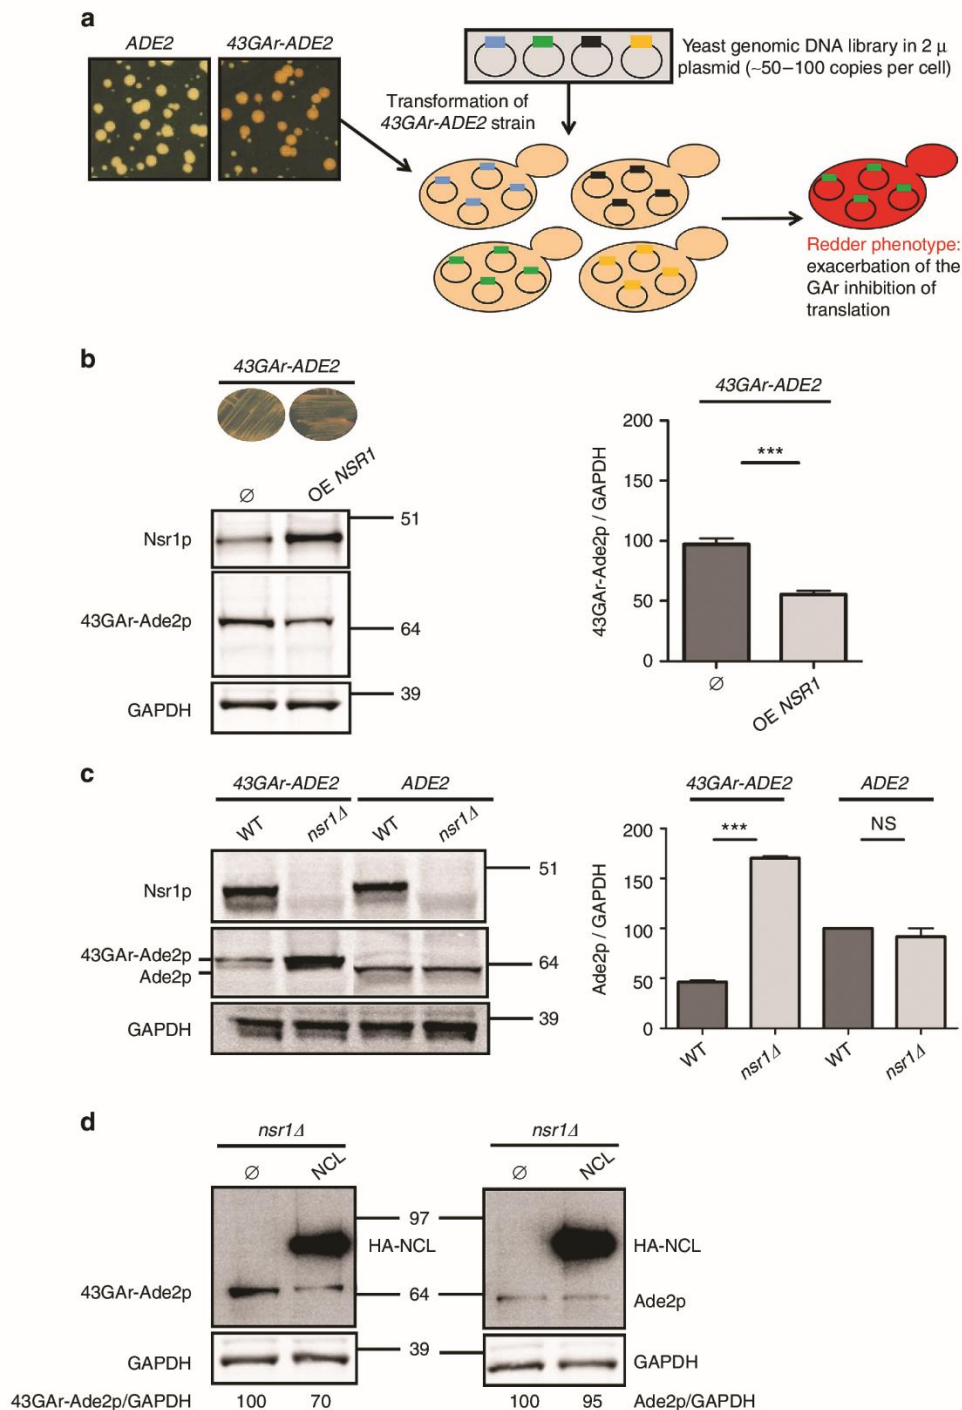 a
ADE2
43GAr-ADE2
Yeast genomic DNA library in 2 μ
plasmid (~50–100 copies per cell)
Transformation of
43GAr-ADE2 strain
Redder phenotype:
exacerbation of the
GAr inhibition of
translation
b
43GAr-ADE2
∅
OE NSR1
Nsr1p
51
43GAr-Ade2p
64
GAPDH
39
43GAr-ADE2
43GAr-Ade2p / GAPDH
200
150
100
50
0
***
∅
OE NSR1
c
43GAr-ADE2
ADE2
WT
nsr1Δ
WT
nsr1Δ
Nsr1p
51
43GAr-Ade2p
Ade2p
64
GAPDH
39
43GAr-ADE2
ADE2
Ade2p / GAPDH
200
150
100
50
0
***
NS
WT
nsr1Δ
WT
nsr1Δ
d
nsr1Δ
∅
NCL
97
HA-NCL
43GAr-Ade2p
64
39
GAPDH
43GAr-Ade2p/GAPDH
100
70
nsr1Δ
∅
NCL
HA-NCL
Ade2p
GAPDH
100
95
Ade2p/GAPDH